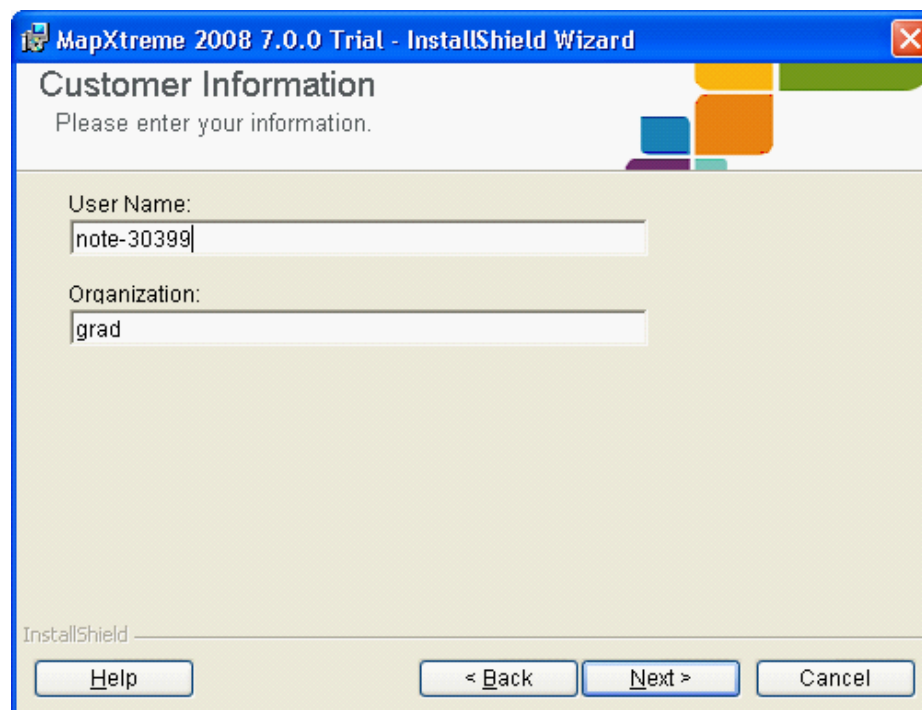 MapXtreme 2008 7.0.0 Trial - InstallShield Wizard
Customer Information
Please enter your information.
User Name:
note-30399
Organization:
grad
InstallShield
Help
< Back
Next >
Cancel